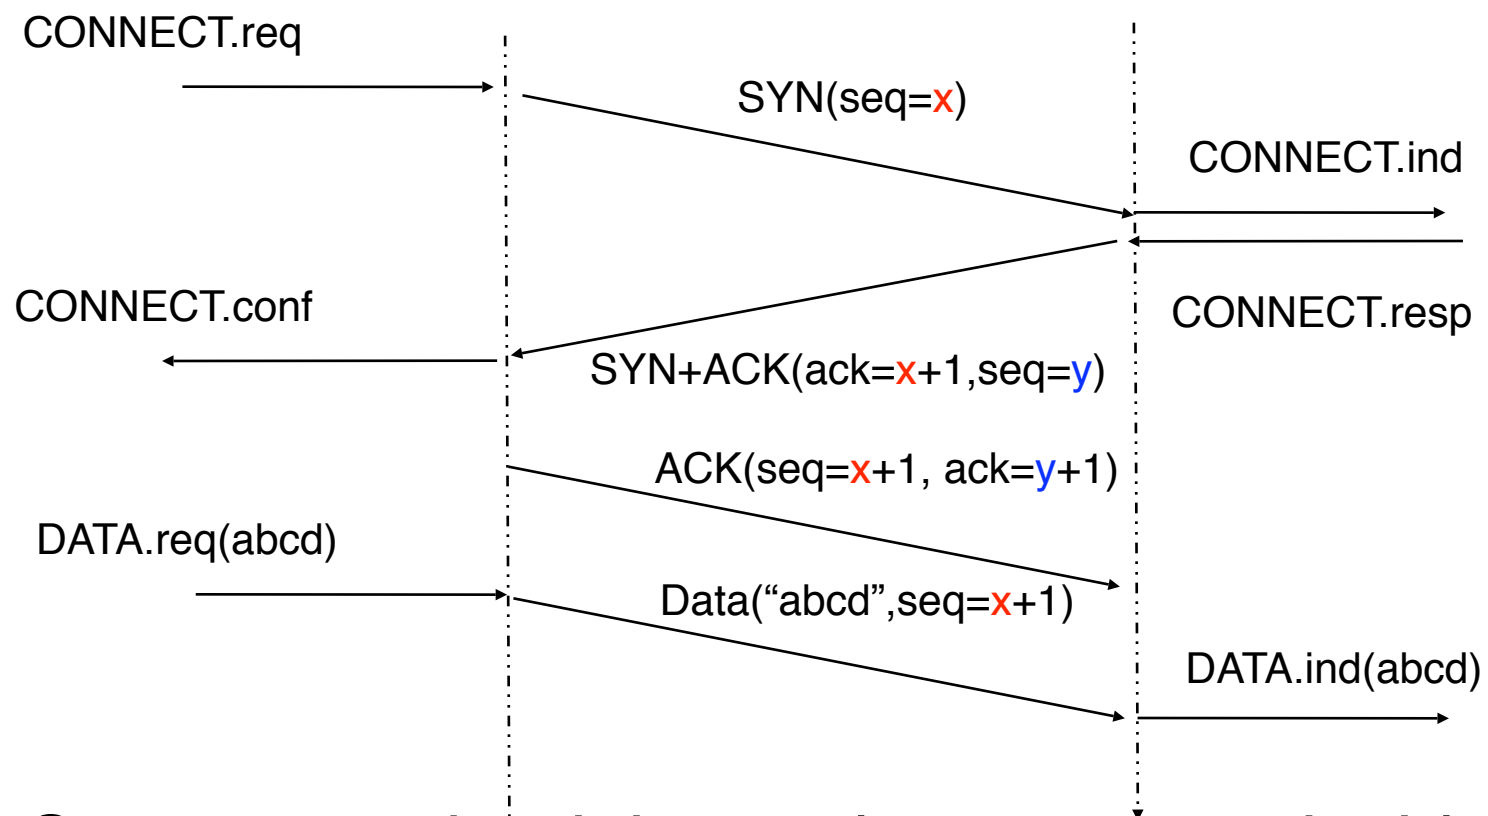 CONNECT.req
SYN(seq=x)
CONNECT.ind
CONNECT.conf
CONNECT.resp
SYN+ACK(ack=x+1,seq=y)
ACK(seq=x+1, ack=y+1)
DATA.req(abcd)
Data(“abcd”,seq=x+1)
DATA.ind(abcd)